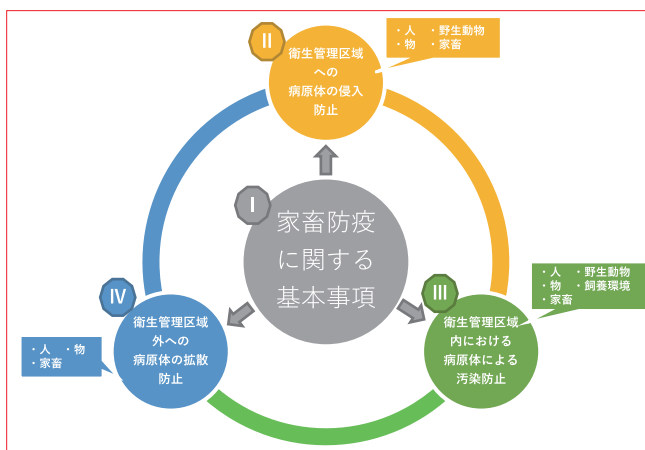 II
衛生管理区域
への
病原体の侵入
防止
・人 ・野生動物
・物 ・家畜
I
家畜防疫
に関する
基本事項
III
衛生管理区域
内における
病原体による
汚染防止
・人 ・野生動物
・物 ・飼養環境
・家畜
IV
衛生管理区域
外への
病原体の拡散
防止
・人 ・物
・家畜